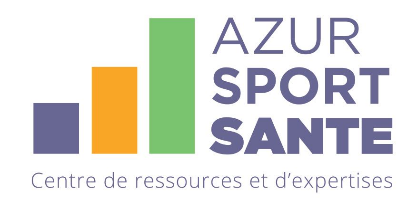 AZUR
SPORT
SANTE
Centre de ressources et d'expertises